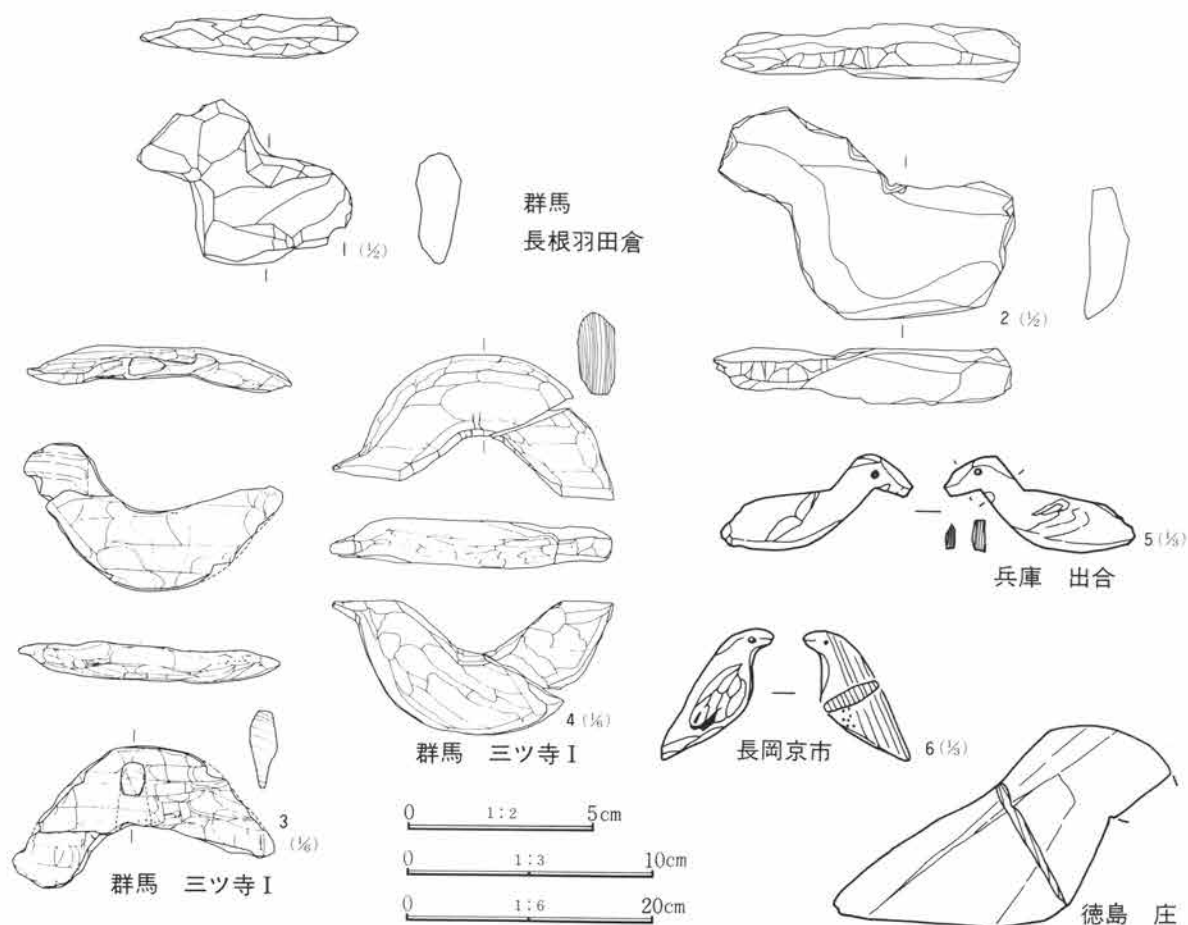 群馬
長根羽田倉
1 (½)
2 (½)
3
(⅙)
群馬 三ツ寺Ⅰ
4 (⅙)
群馬 三ツ寺Ⅰ
5 (⅓)
兵庫 出合
6 (⅓)
長岡京市
徳島 庄
0 1:2 5cm
0 1:3 10cm
0 1:6 20cm